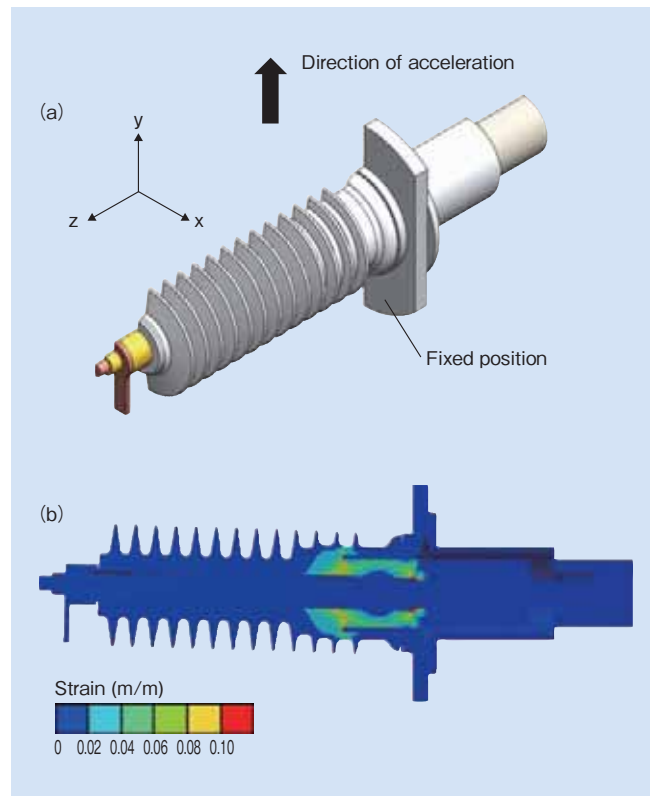 Direction of acceleration
(a)
y
z
x
Fixed position
(b)
Strain (m/m)
0 0.02 0.04 0.06 0.08 0.10